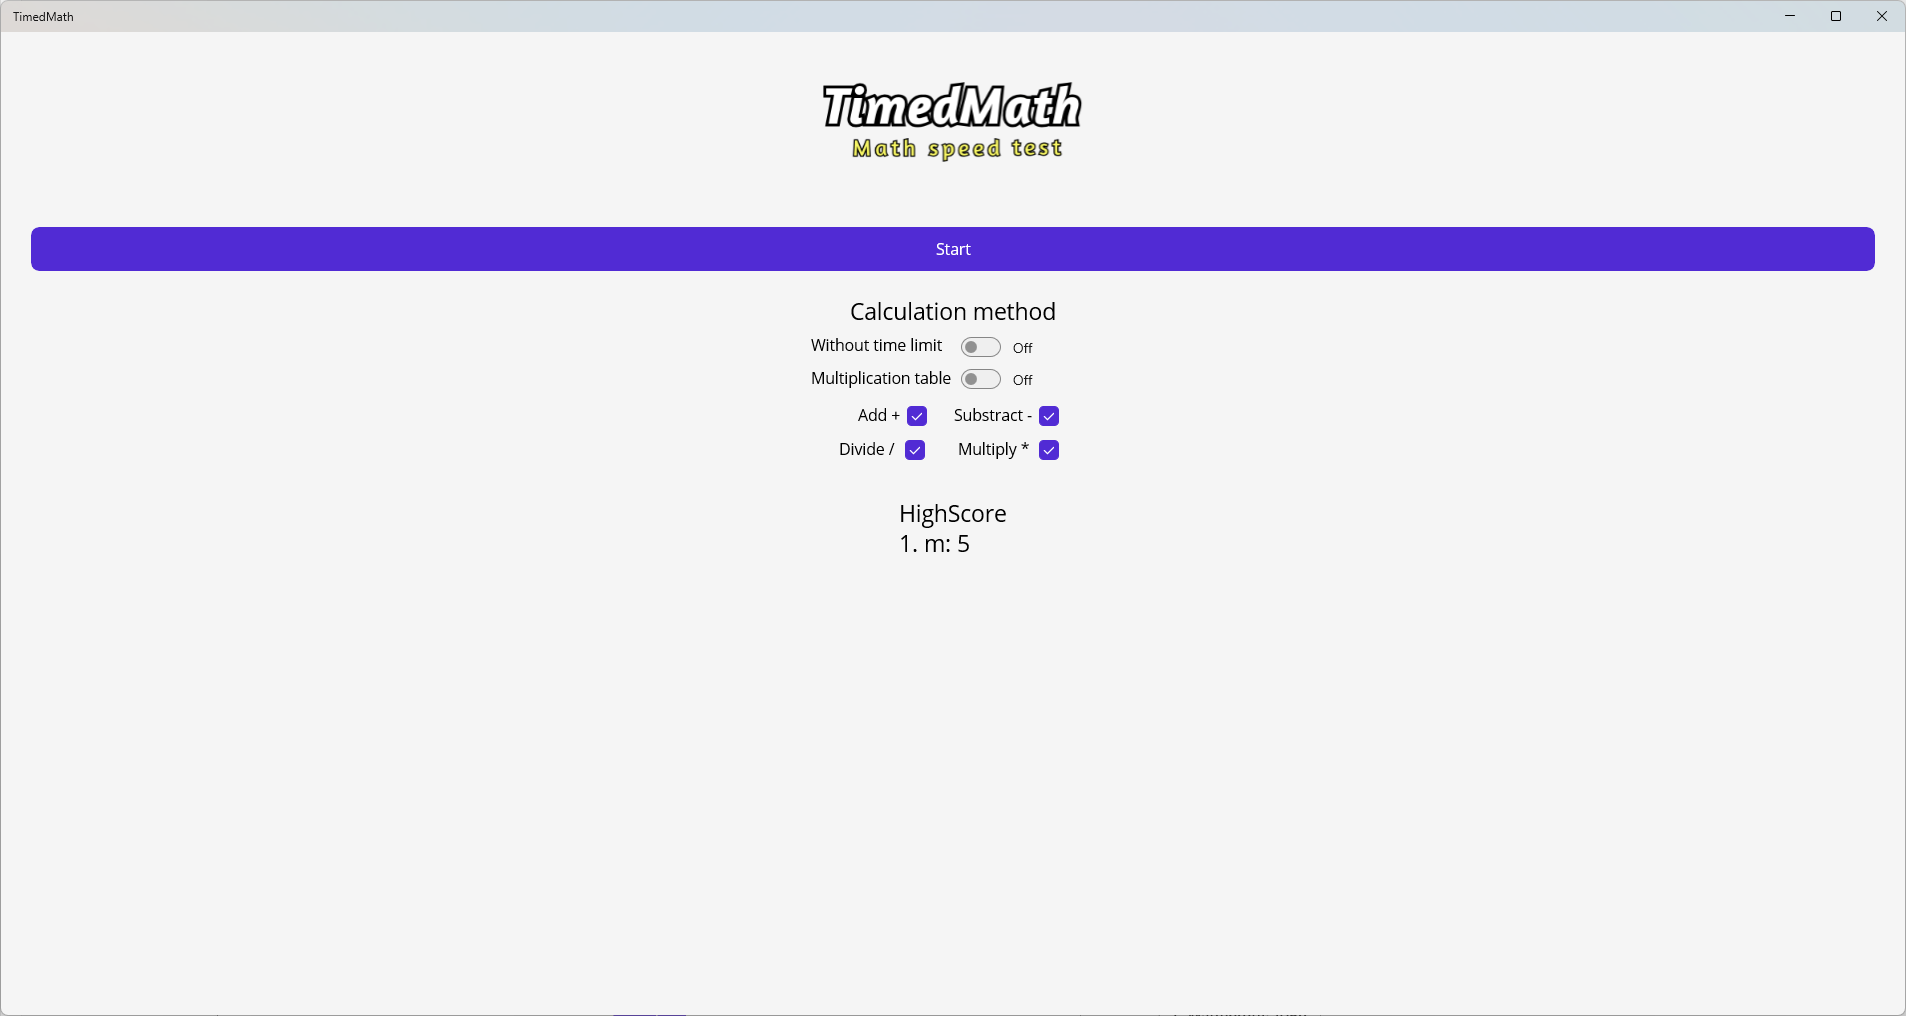 TimedMath
TimedMath
Math speed test
Start
Calculation method
Without time limit Off
Multiplication table Off
Add + Substract -
Divide / Multiply *
HighScore
1. m: 5